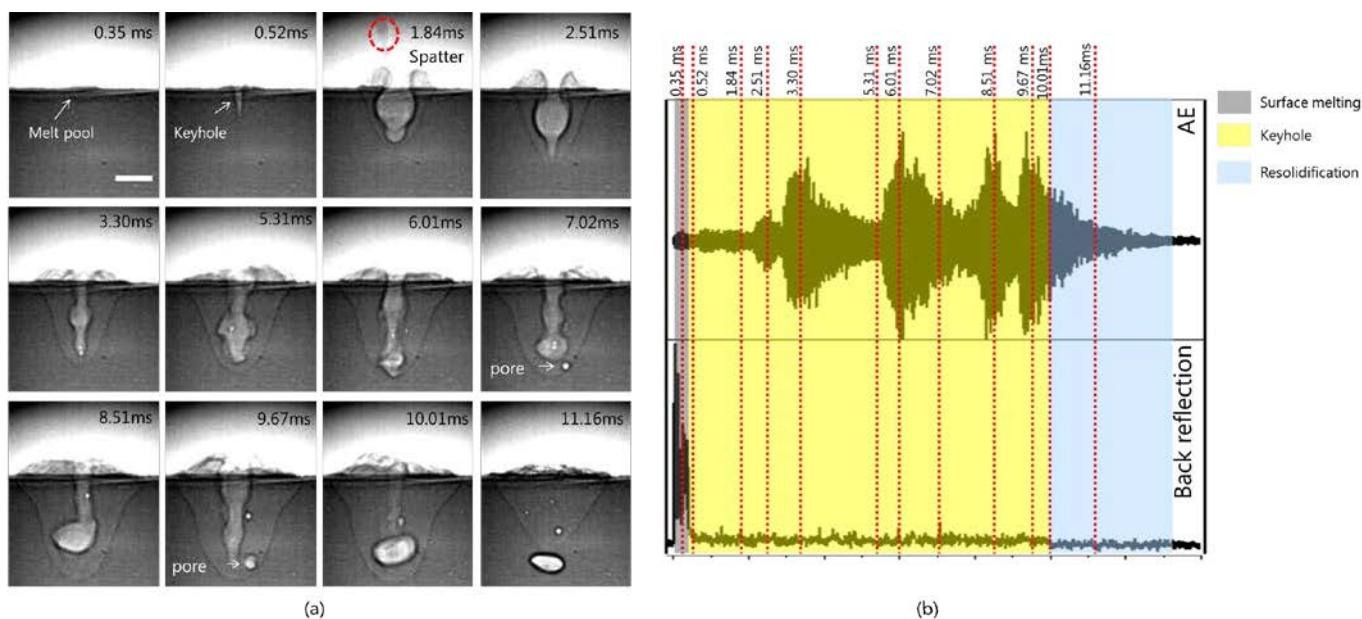 0.35 ms
Melt pool
0.52ms
Keyhole
1.84ms
Spatter
2.51ms
3.30ms
5.31ms
6.01ms
7.02ms
pore
8.51ms
9.67ms
pore
10.01ms
11.16ms
(a)
0.35 ms
0.52 ms
1.84 ms
2.51 ms
3.30 ms
5.31 ms
6.01 ms
7.02 ms
8.51 ms
9.67 ms
10.01ms
11.16ms
AE
Back reflection
Surface melting
Keyhole
Resolidification
(b)